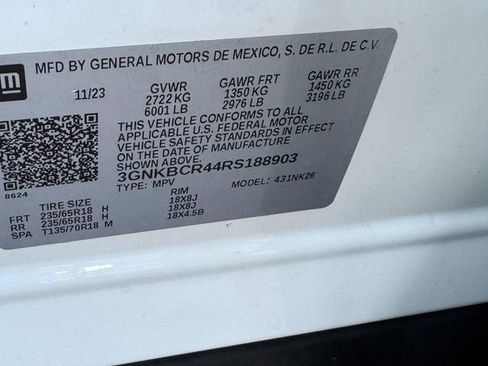 gm
MFD BY GENERAL MOTORS DE MEXICO, S. DE R.L. DE C.V.
11/23 GVWR GAWR FRT GAWR RR
2722 KG 1350 KG 1450 KG
6001 LB 2976 LB 3196 LB
THIS VEHICLE CONFORMS TO ALL
APPLICABLE U.S. FEDERAL MOTOR
VEHICLE SAFETY STANDARDS IN EFFECT
ON THE DATE OF MANUFACTURE
SHOWN ABOVE.
3GNKBCR44RS188903
TYPE: MPV MODEL: 431NK26
8624
TIRE SIZE RIM
FRT 235/65R18 H 18X8J
RR 235/65R18 H 18X8J
SPA T135/70R18 M 18X4.5B